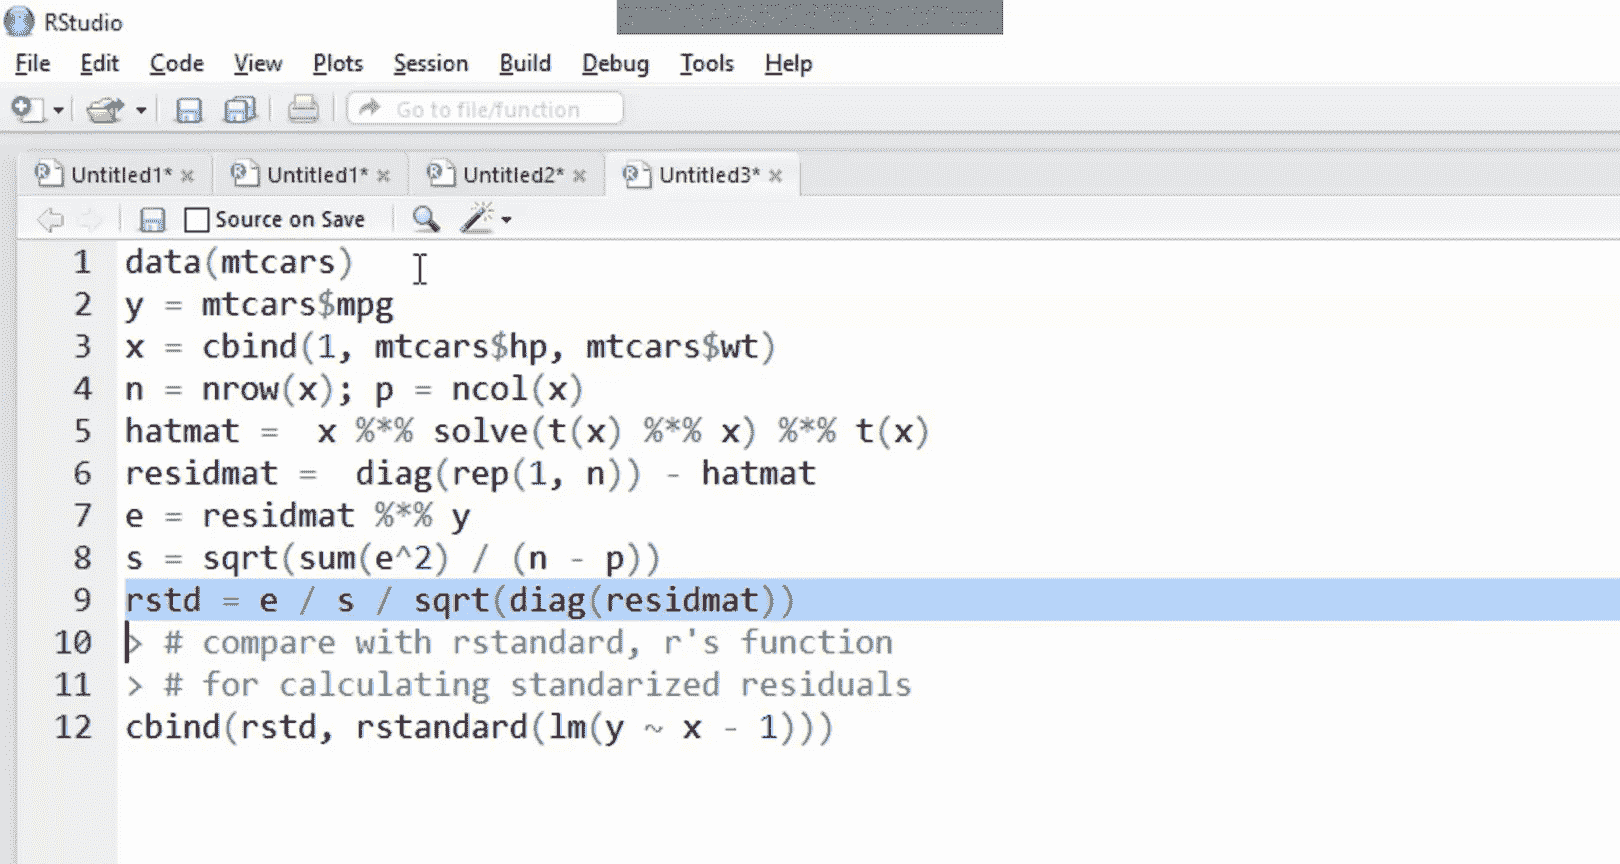 RStudio
File Edit Code View Plots Session Build Debug Tools Help
Go to file/function
Untitled1* Untitled1* Untitled2* Untitled3*
Source on Save
1 data(mtcars)
2 y = mtcars$mpg
3 x = cbind(1, mtcars$hp, mtcars$wt)
4 n = nrow(x); p = ncol(x)
5 hatmat =  x %*% solve(t(x) %*% x) %*% t(x)
6 residmat =  diag(rep(1, n)) - hatmat
7 e = residmat %*% y
8 s = sqrt(sum(e^2) / (n - p))
9 rstd = e / s / sqrt(diag(residmat))
10 > # compare with rstandard, r's function
11 > # for calculating standarized residuals
12 cbind(rstd, rstandard(lm(y ~ x - 1)))